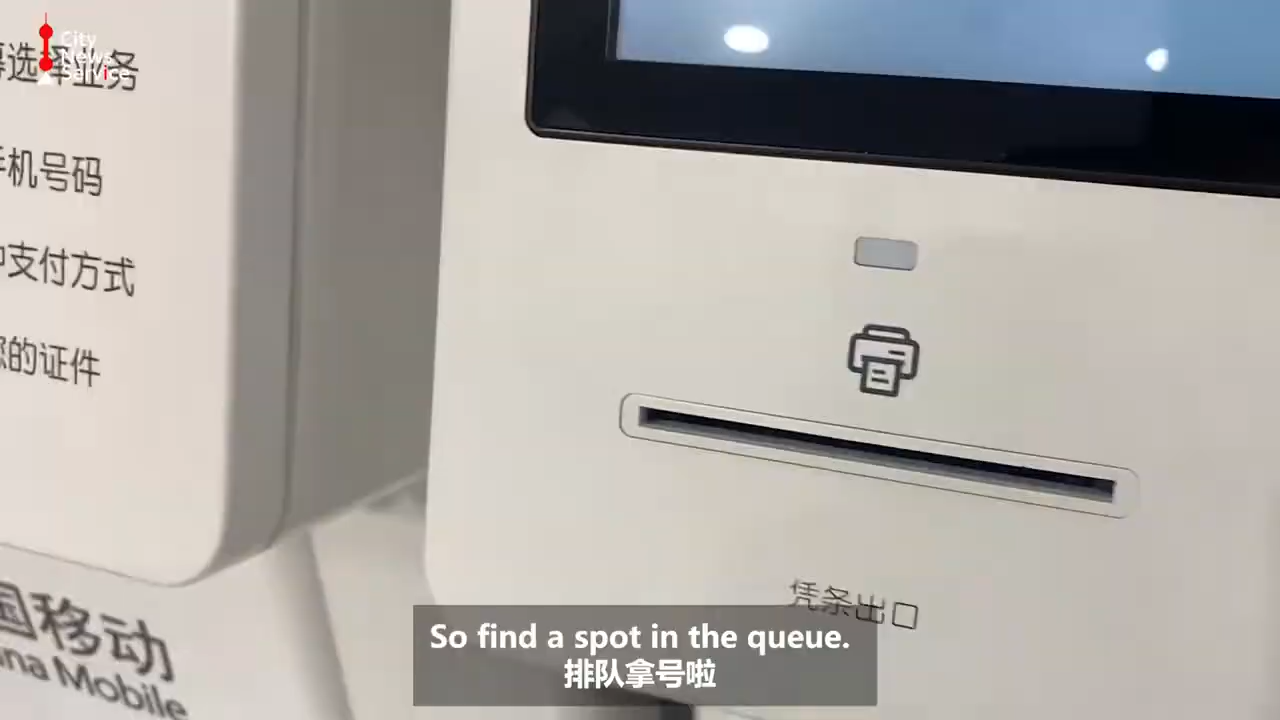 City
News
Service
选择业务
机号码
支付方式
的证件
国移动
na Mobile
凭条出口
So find a spot in the queue.
排队拿号啦